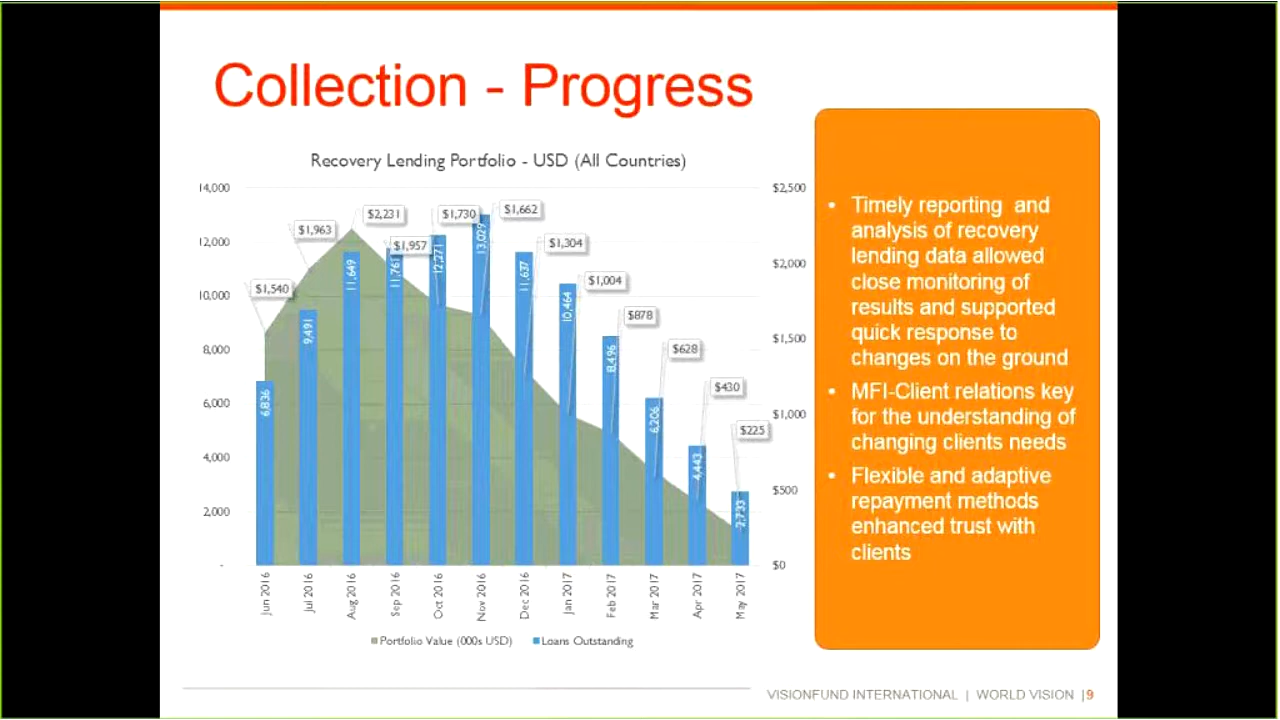 Collection - Progress
Recovery Lending Portfolio - USD (All Countries)
14,000
12,000
10,000
8,000
6,000
4,000
2,000
-
$2,500
$2,000
$1,500
$1,000
$500
$0
$1,540
$1,963
$2,231
$1,957
$1,730
$1,662
$1,304
$1,004
$878
$628
$430
$225
6,836
9,491
11,649
11,761
12,271
13,029
11,637
10,464
8,496
6,206
4,443
2,733
Jun 2016
Jul 2016
Aug 2016
Sep 2016
Oct 2016
Nov 2016
Dec 2016
Jan 2017
Feb 2017
Mar 2017
Apr 2017
May 2017
Portfolio Value (000s USD)
Loans Outstanding
• Timely reporting and
analysis of recovery
lending data allowed
close monitoring of
results and supported
quick response to
changes on the ground
• MFI-Client relations key
for the understanding of
changing clients needs
• Flexible and adaptive
repayment methods
enhanced trust with
clients
VISIONFUND INTERNATIONAL | WORLD VISION |9